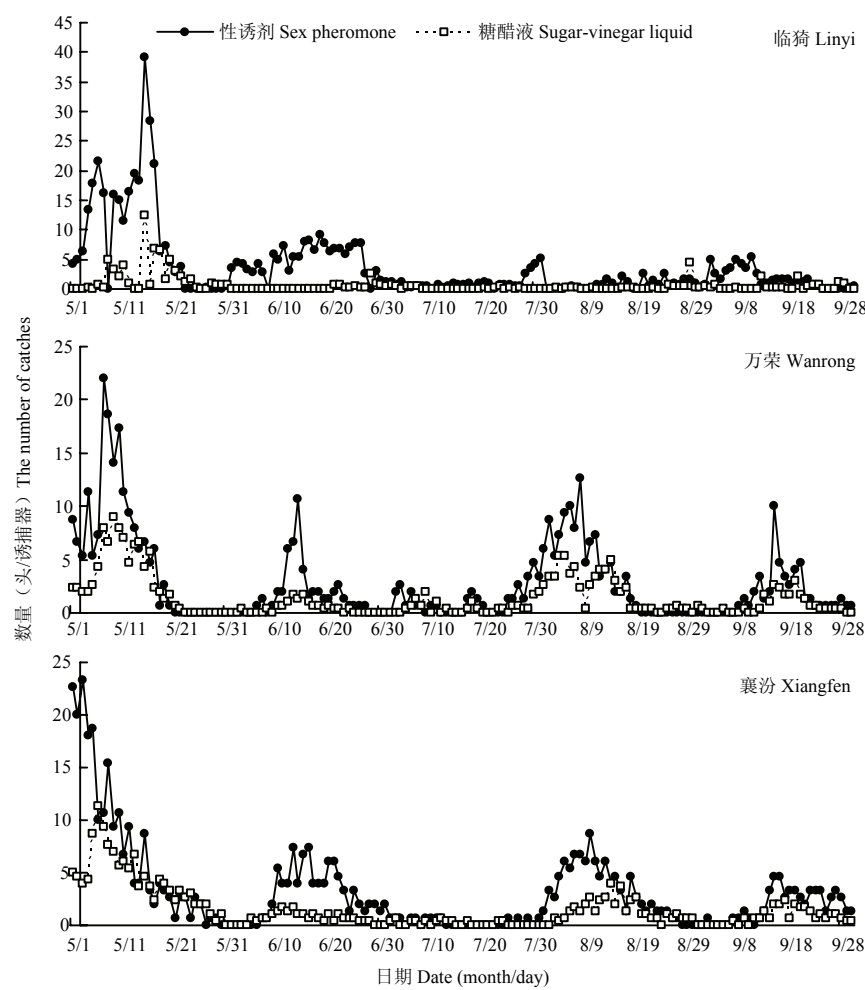 性诱剂 Sex pheromone 糖醋液 Sugar-vinegar liquid
临猗 Linyi
45
40
35
30
25
20
15
10
5
0
5/1 5/11 5/21 5/31 6/10 6/20 6/30 7/10 7/20 7/30 8/9 8/19 8/29 9/8 9/18 9/28
万荣 Wanrong
25
20
15
10
5
0
5/1 5/11 5/21 5/31 6/10 6/20 6/30 7/10 7/20 7/30 8/9 8/19 8/29 9/8 9/18 9/28
数量(头/诱捕器)The number of catches
襄汾 Xiangfen
25
20
15
10
5
0
5/1 5/11 5/21 5/31 6/10 6/20 6/30 7/10 7/20 7/30 8/9 8/19 8/29 9/8 9/18 9/28
日期 Date (month/day)